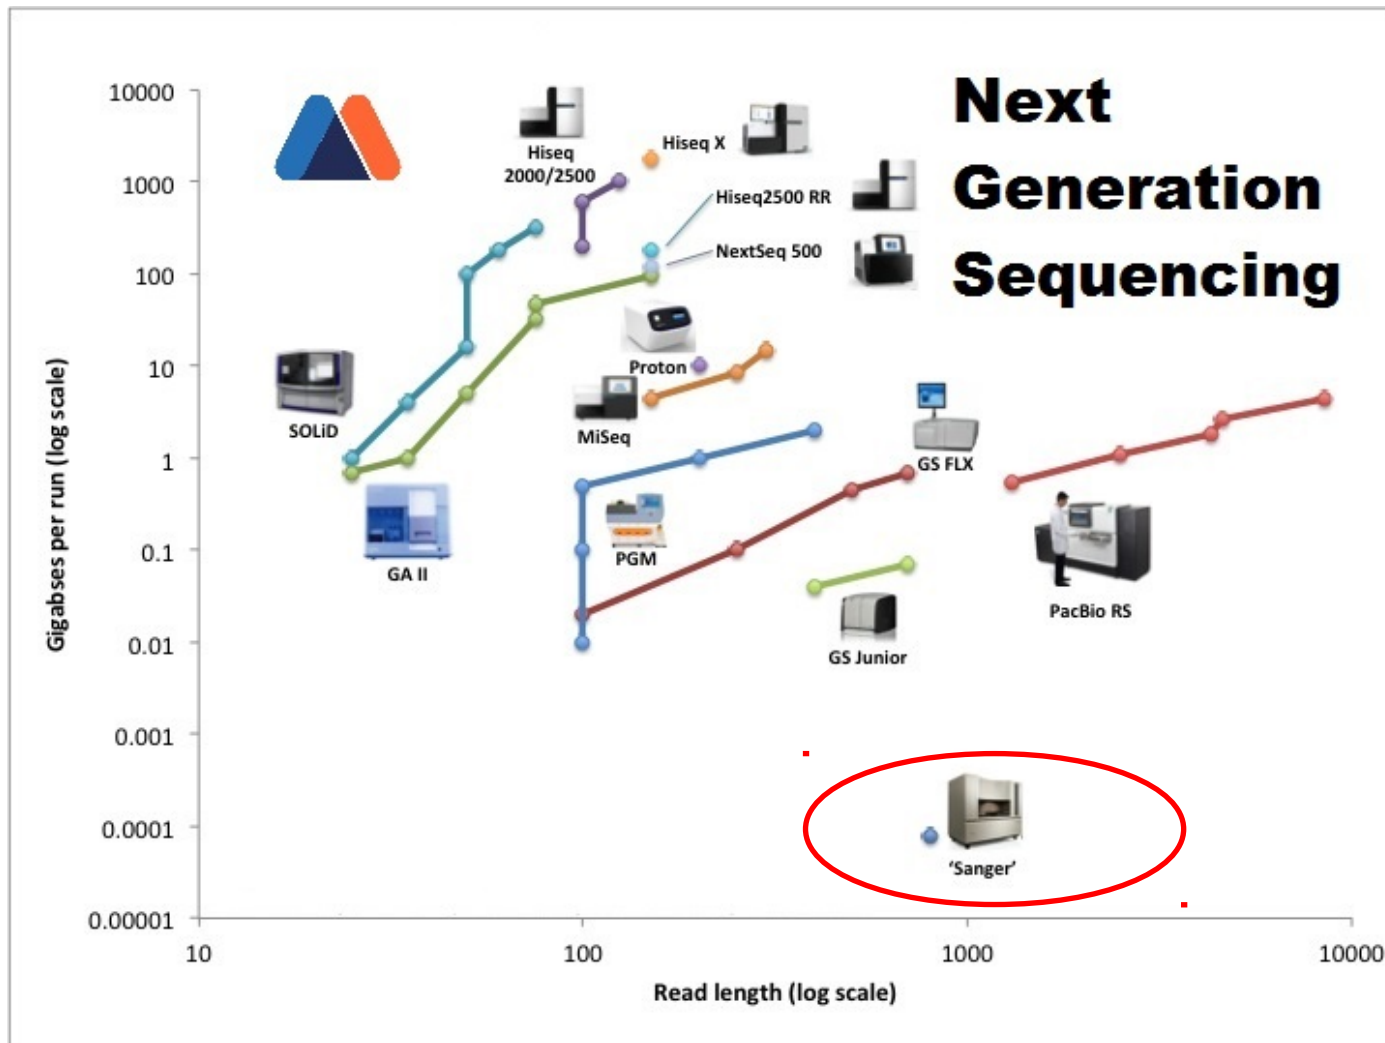 Next
Generation
Sequencing
10000
1000
100
10
1
0.1
0.01
0.001
0.0001
0.00001
Gigabses per run (log scale)
Hiseq
2000/2500
Hiseq X
Hiseq2500 RR
NextSeq 500
Proton
SOLiD
MiSeq
GS FLX
GA II
PGM
PacBio RS
GS Junior
‘Sanger’
10
100
1000
10000
Read length (log scale)